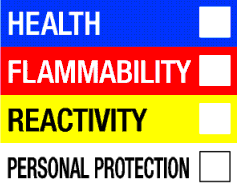 HEALTH
FLAMMABILITY
REACTIVITY
PERSONAL PROTECTION